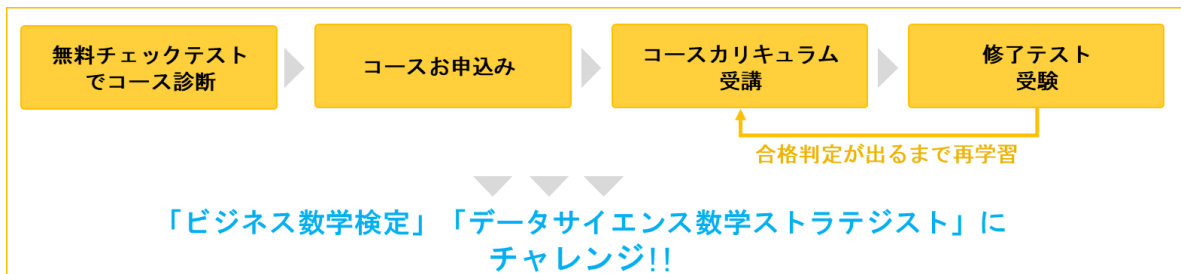 無料チェックテスト
でコース診断
コースお申込み
コースカリキュラム
受講
修了テスト
受験
合格判定が出るまで再学習
「ビジネス数学検定」「データサイエンス数学ストラテジスト」に
チャレンジ!!